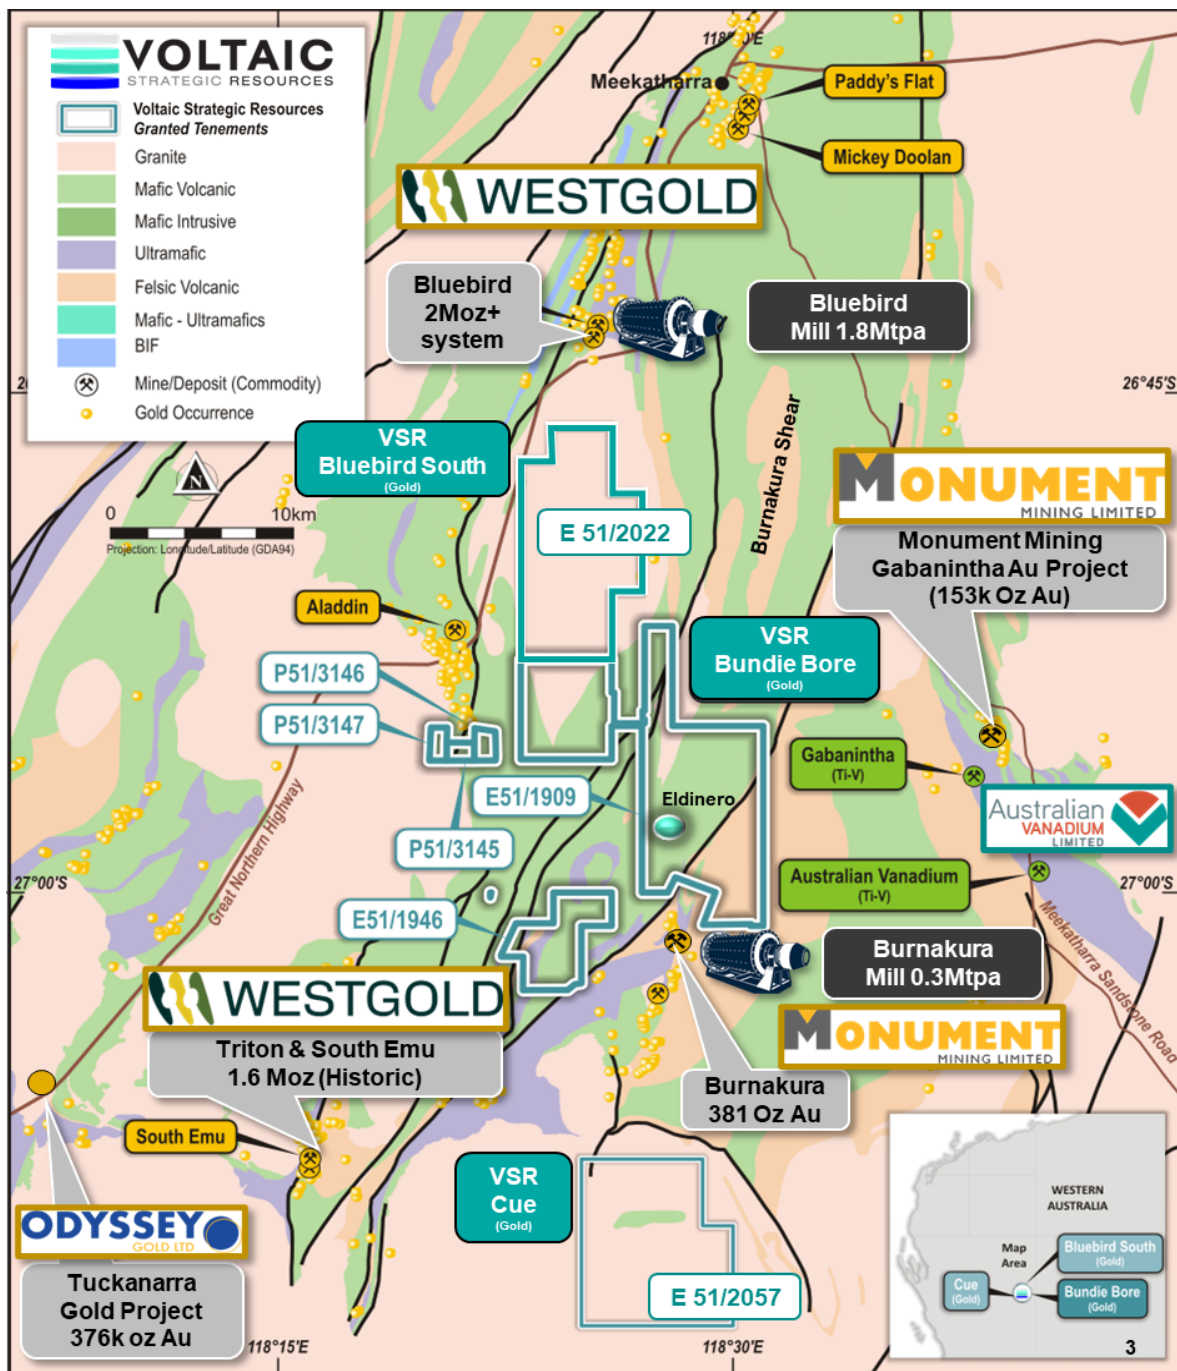 VOLTAIC
STRATEGIC RESOURCES
Voltaic Strategic Resources
Granted Tenements
Granite
Mafic Volcanic
Mafic Intrusive
Ultramafic
Felsic Volcanic
Mafic - Ultramafics
BIF
Mine/Deposit (Commodity)
Gold Occurrence
Meekatharra
Paddy's Flat
Mickey Doolan
WESTGOLD
Bluebird
2Moz+
system
Bluebird
Mill 1.8Mtpa
26°45'S
VSR
Bluebird South
(Gold)
N
0 10km
Projection: Longitude/Latitude (GDA94)
E 51/2022
Burnakura Shear
MONUMENT
MINING LIMITED
Monument Mining
Gabanintha Au Project
(153k Oz Au)
Aladdin
P51/3146
P51/3147
VSR
Bundie Bore
(Gold)
Gabanintha
(Ti-V)
E51/1909
Eldinero
Australian
VANADIUM
LIMITED
P51/3145
Great Northern Highway
27°00'S
Australian Vanadium
(Ti-V)
27°00'S
E51/1946
Meekatharra Sandstone Road
Burnakura
Mill 0.3Mtpa
WESTGOLD
Triton & South Emu
1.6 Moz (Historic)
MONUMENT
MINING LIMITED
Burnakura
381 Oz Au
South Emu
VSR
Cue
(Gold)
ODYSSEY
GOLD LTD
Tuckanarra
Gold Project
376k oz Au
E 51/2057
118°15'E
118°30'E
WESTERN
AUSTRALIA
Map
Area
Bluebird South
(Gold)
Cue
(Gold)
Bundie Bore
(Gold)
3